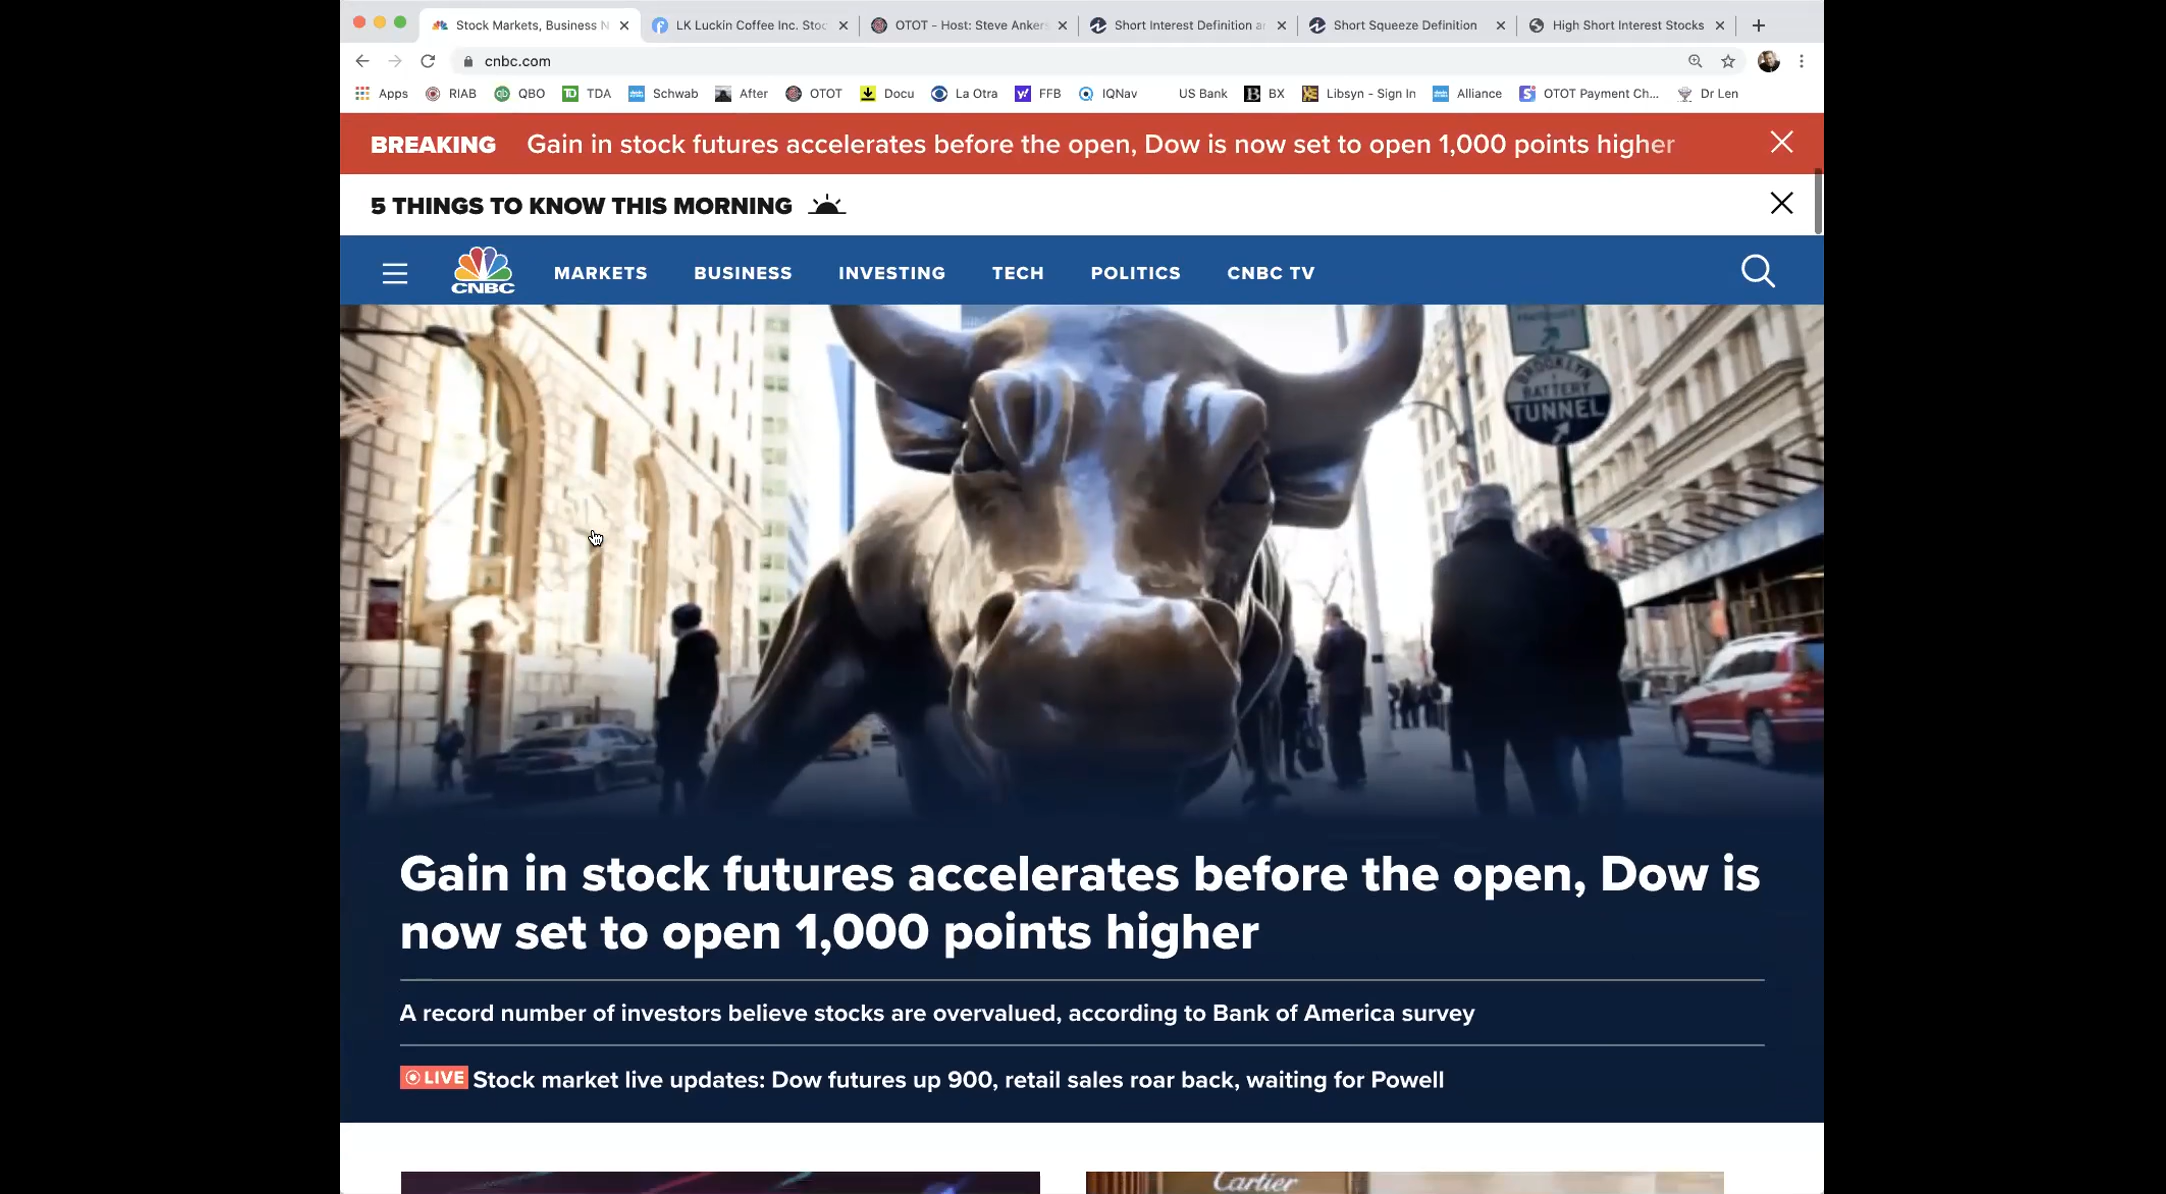 Stock Markets, Business N
LK Luckin Coffee Inc. Stoc
OTOT - Host: Steve Ankers
Short Interest Definition a
Short Squeeze Definition
High Short Interest Stocks
cnbc.com
Apps RIAB QBO TDA Schwab After OTOT Docu La Otra FFB IQNav US Bank BX Libsyn - Sign In Alliance OTOT Payment Ch... Dr Len
BREAKING Gain in stock futures accelerates before the open, Dow is now set to open 1,000 points higher
5 THINGS TO KNOW THIS MORNING
CNBC MARKETS BUSINESS INVESTING TECH POLITICS CNBC TV
BROOKLYN
BATTERY
TUNNEL
Gain in stock futures accelerates before the open, Dow is
now set to open 1,000 points higher
A record number of investors believe stocks are overvalued, according to Bank of America survey
LIVE Stock market live updates: Dow futures up 900, retail sales roar back, waiting for Powell
Cartier